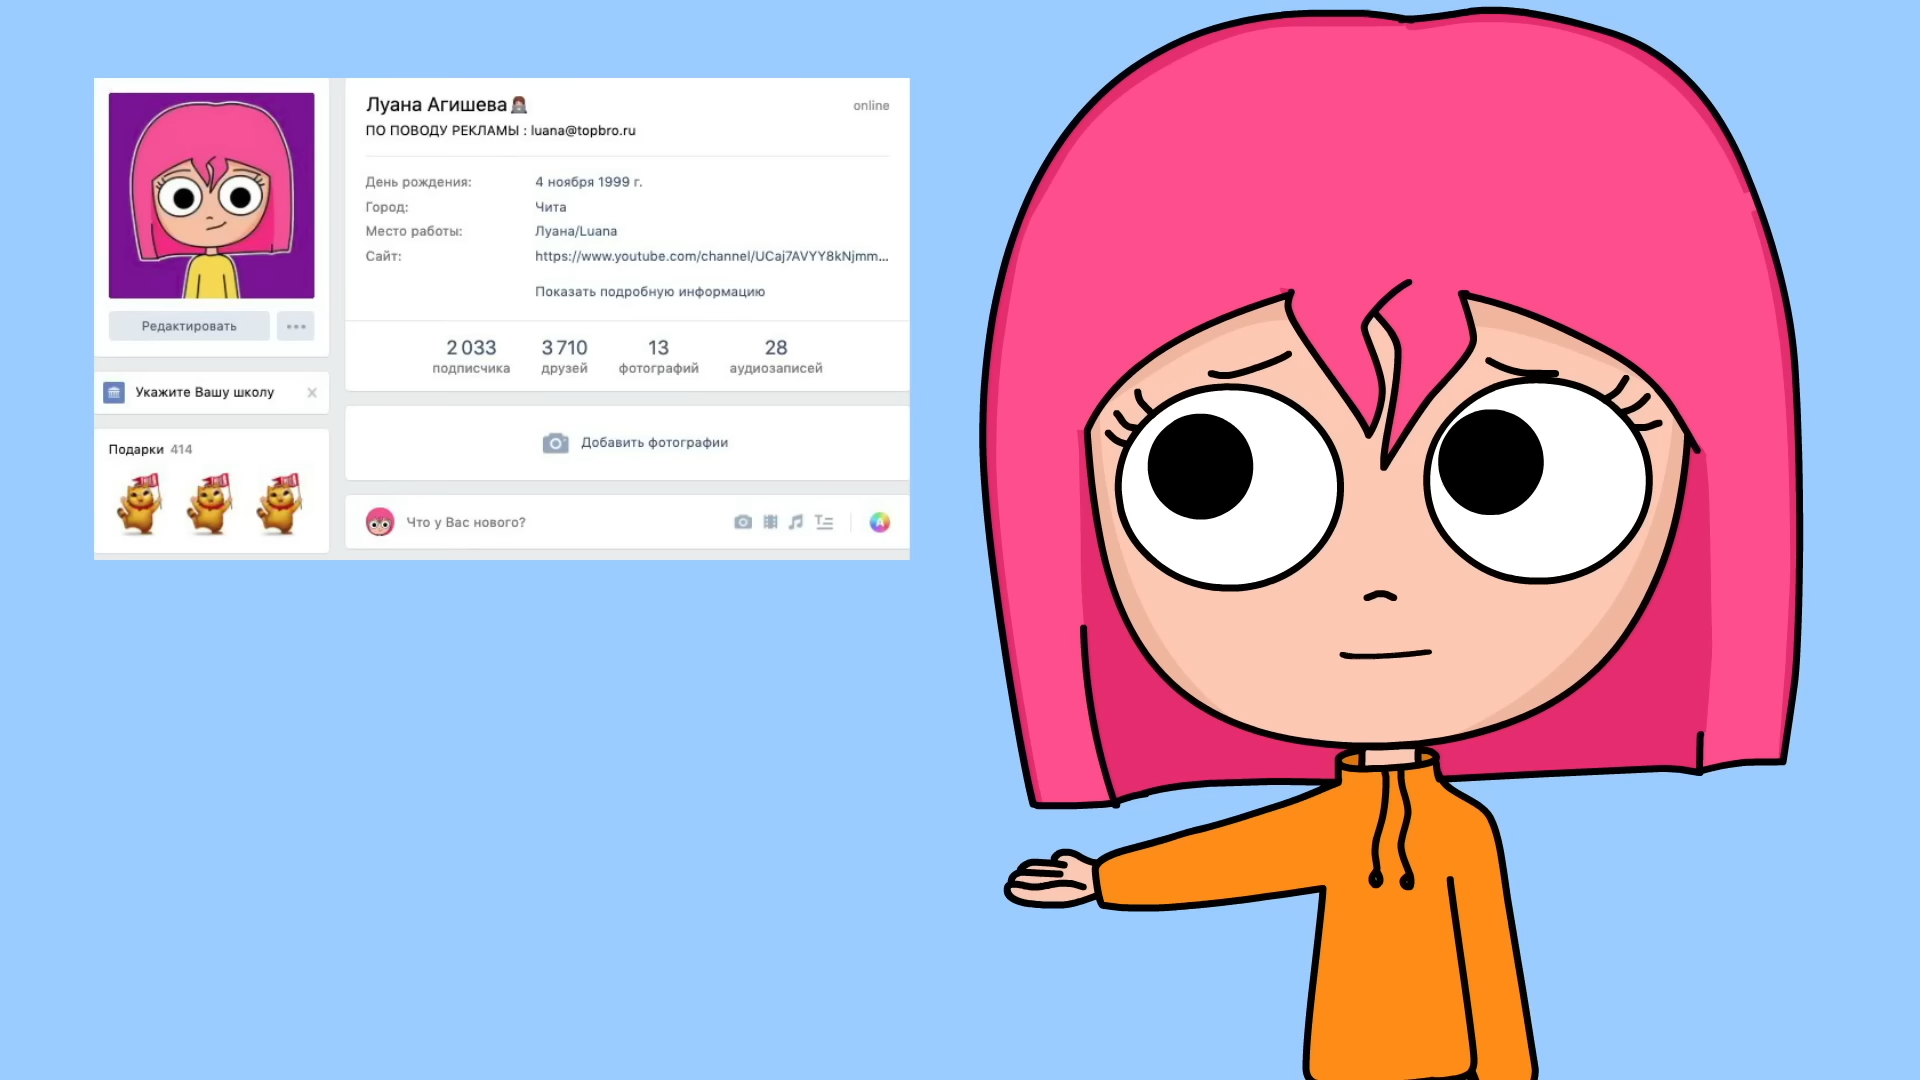 Луана Агишева
online
ПО ПОВОДУ РЕКЛАМЫ : luana@topbro.ru
День рождения: 4 ноября 1999 г.
Город: Чита
Место работы: Луана/Luana
Сайт: https://www.youtube.com/channel/UCaj7AVYY8kNjmm...
Показать подробную информацию
Редактировать
2 033 3 710 13 28
подписчика друзей фотографий аудиозаписей
Укажите Вашу школу
Добавить фотографии
Подарки 414
Что у Вас нового?